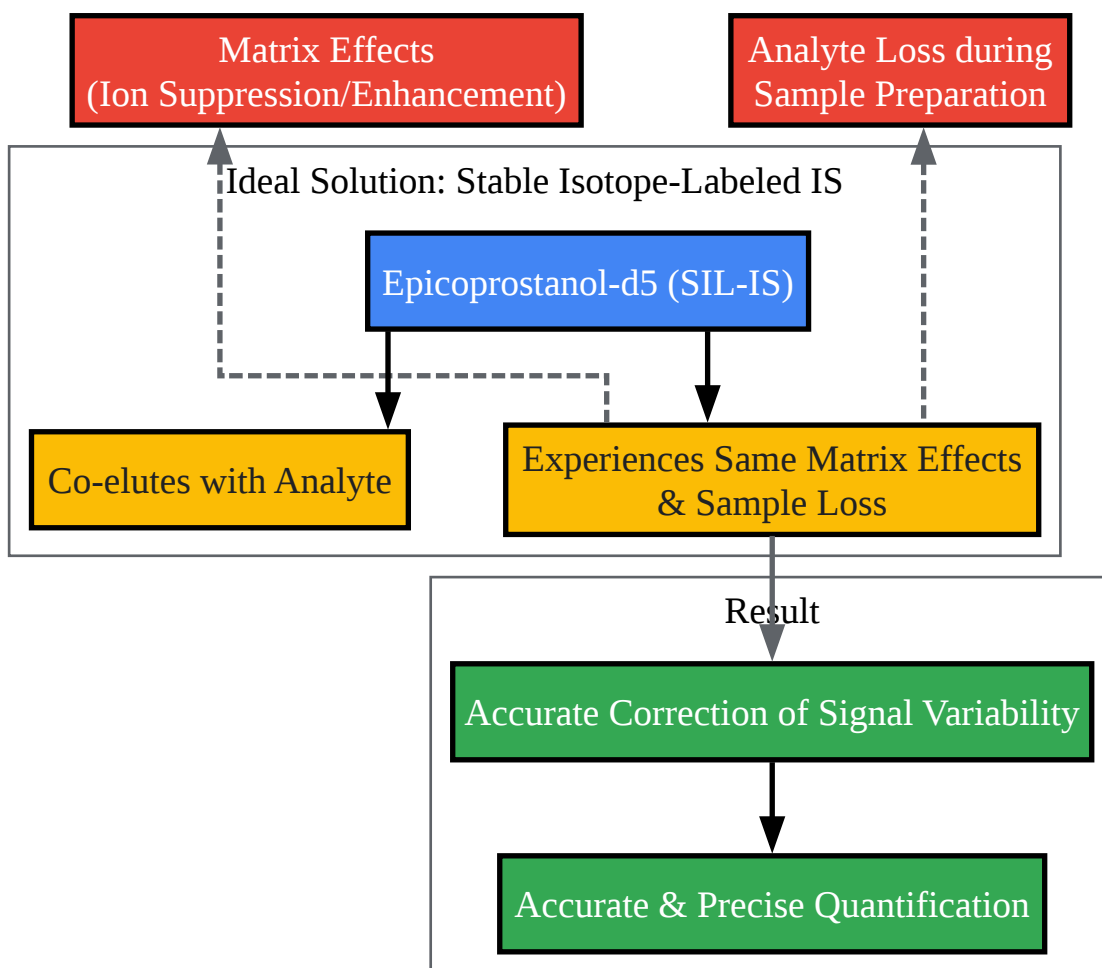 Matrix Effects
(Ion Suppression/Enhancement)
Analyte Loss during
Sample Preparation
Ideal Solution: Stable Isotope-Labeled IS
Epicoprostanol-d5 (SIL-IS)
Co-elutes with Analyte
Experiences Same Matrix Effects
& Sample Loss
Result
Accurate Correction of Signal Variability
Accurate & Precise Quantification